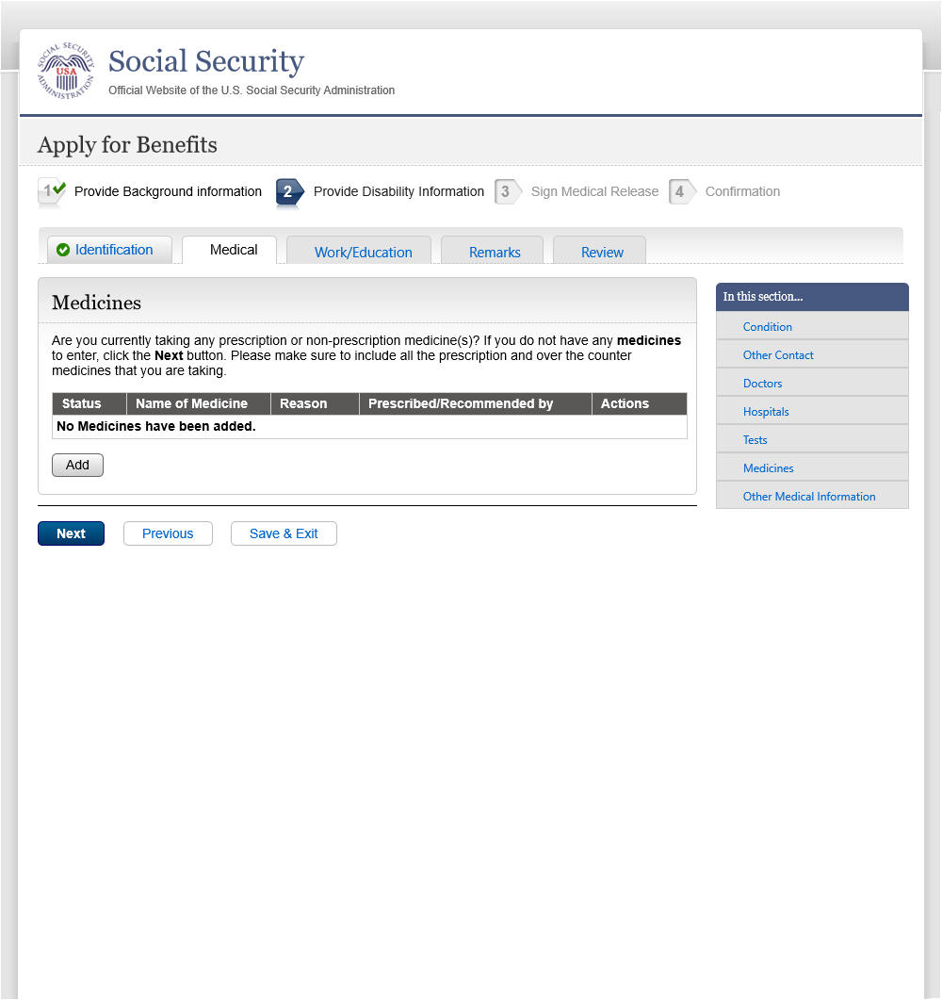 SOCIAL SECURITY ADMINISTRATION
USA
Social Security
Official Website of the U.S. Social Security Administration
Apply for Benefits
1 Provide Background information 2 Provide Disability Information 3 Sign Medical Release 4 Confirmation
Identification Medical Work/Education Remarks Review
Medicines
Are you currently taking any prescription or non-prescription medicine(s)? If you do not have any medicines
to enter, click the Next button. Please make sure to include all the prescription and over the counter
medicines that you are taking.
Status Name of Medicine Reason Prescribed/Recommended by Actions
No Medicines have been added.
Add
Next Previous Save & Exit
In this section...
Condition
Other Contact
Doctors
Hospitals
Tests
Medicines
Other Medical Information